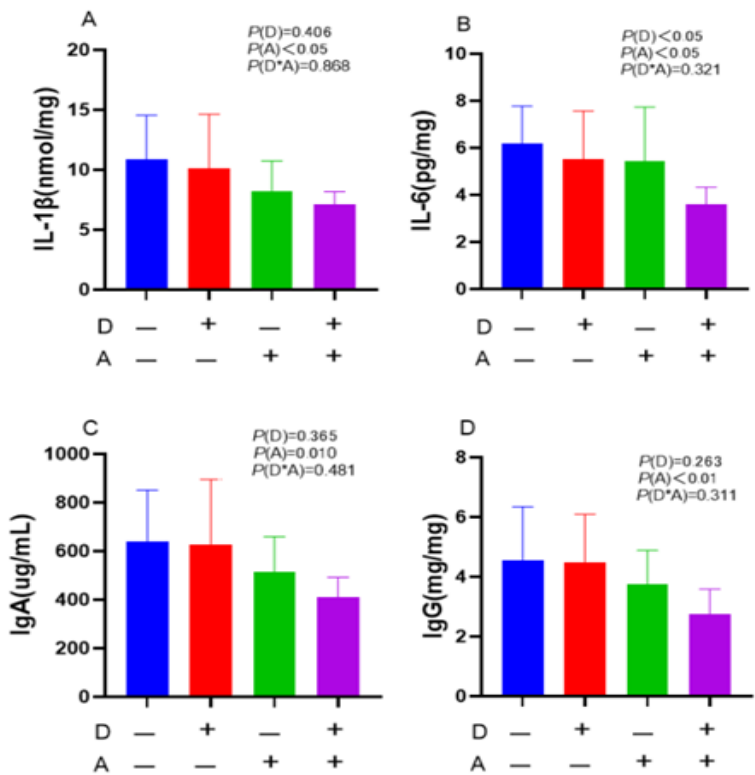 A
P(D)=0.406
P(A)<0.05
P(D*A)=0.868
IL-1β(nmol/mg)
20
15
10
5
0
D — + — +
A — — + +
B
P(D)<0.05
P(A)<0.05
P(D*A)=0.321
IL-6(pg/mg)
10
8
6
4
2
0
D — + — +
A — — + +
C
P(D)=0.365
P(A)=0.010
P(D*A)=0.481
IgA(ug/mL)
1000
800
600
400
200
0
D — + — +
A — — + +
D
P(D)=0.263
P(A)<0.01
P(D*A)=0.311
IgG(mg/mg)
8
6
4
2
0
D — + — +
A — — + +